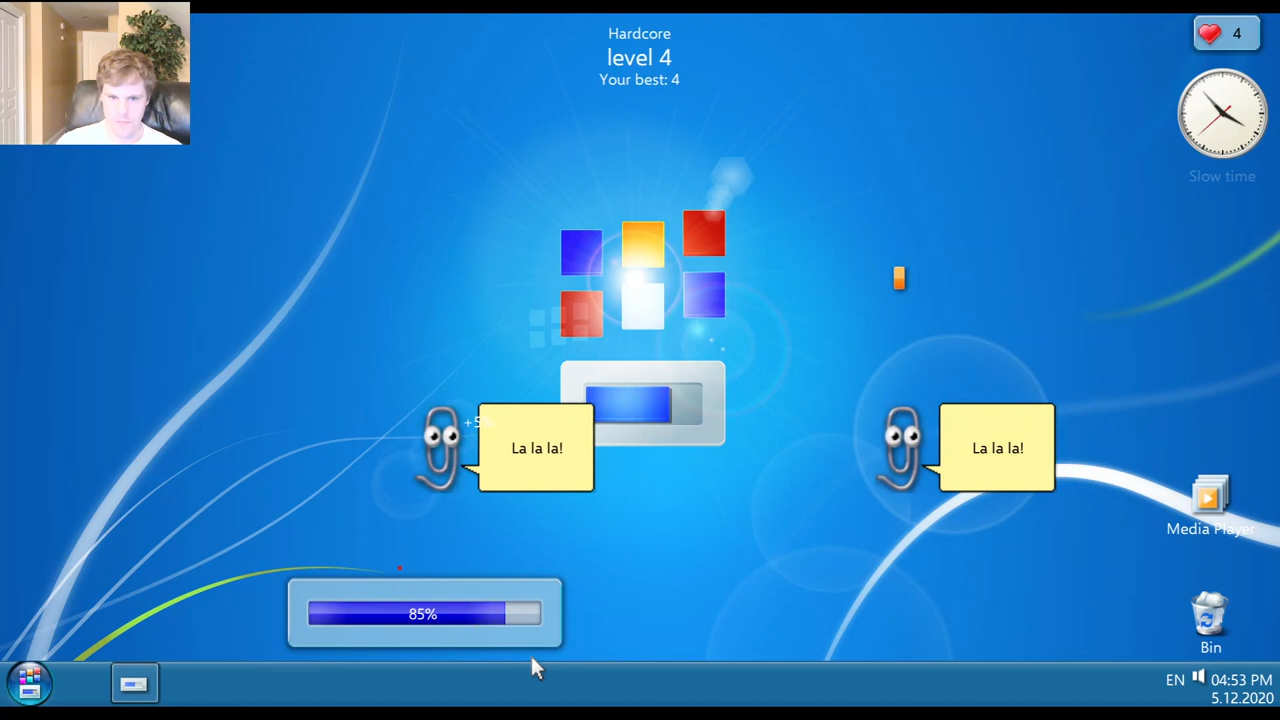 Hardcore
level 4
Your best: 4
4
Slow time
+5%
La la la!
La la la!
Media Player
85%
Bin
EN 04:53 PM
5.12.2020